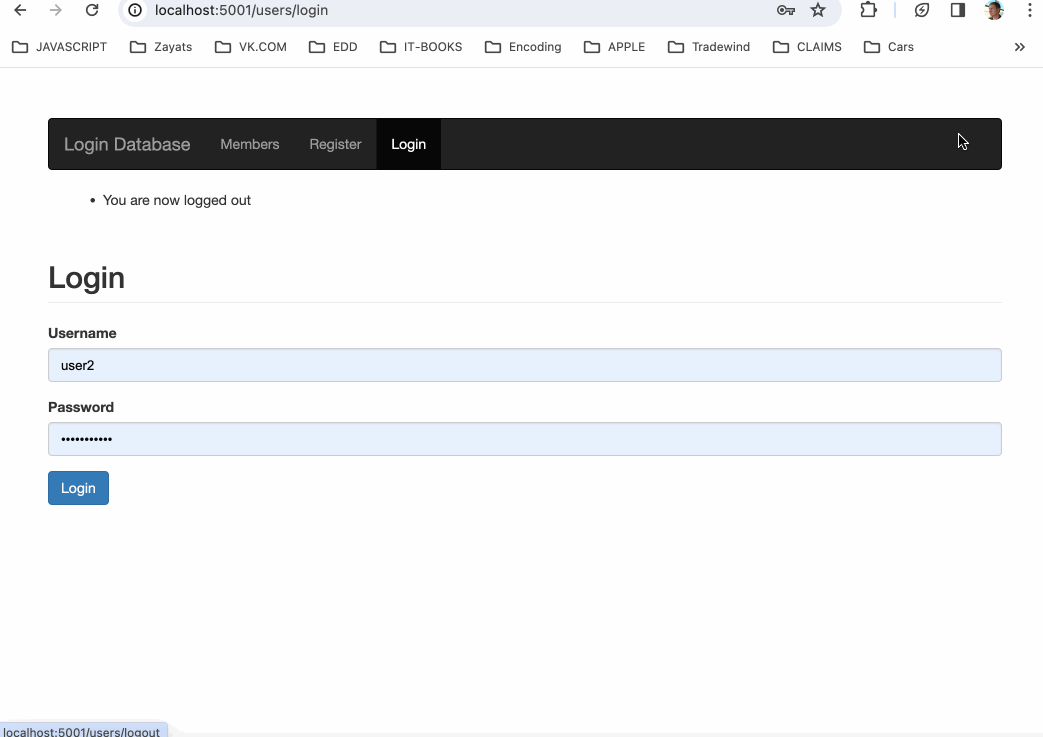 localhost:5001/users/login
JAVASCRIPT Zayats VK.COM EDD IT-BOOKS Encoding APPLE Tradewind CLAIMS Cars
Login Database Members Register Login
• You are now logged out
Login
Username
user2
Password
•••••••••••
Login
localhost:5001/users/logout